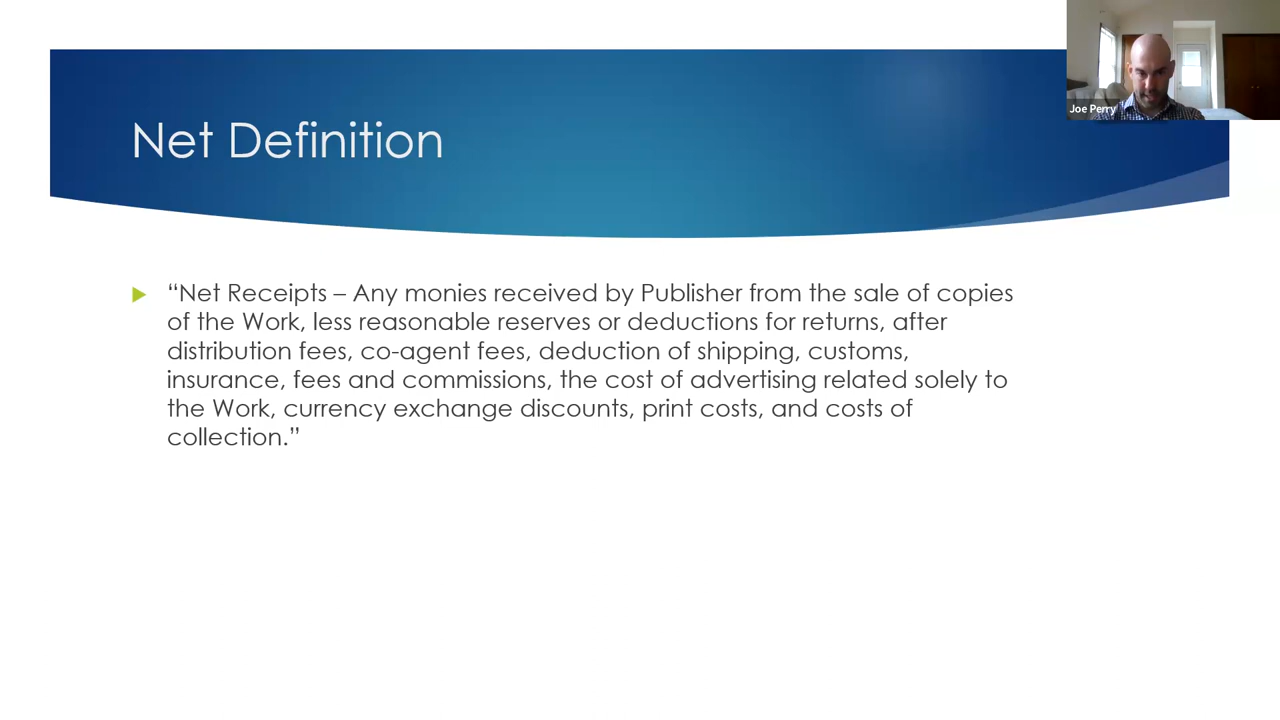 Joe Perry
Net Definition
“Net Receipts – Any monies received by Publisher from the sale of copies
of the Work, less reasonable reserves or deductions for returns, after
distribution fees, co-agent fees, deduction of shipping, customs,
insurance, fees and commissions, the cost of advertising related solely to
the Work, currency exchange discounts, print costs, and costs of
collection.”